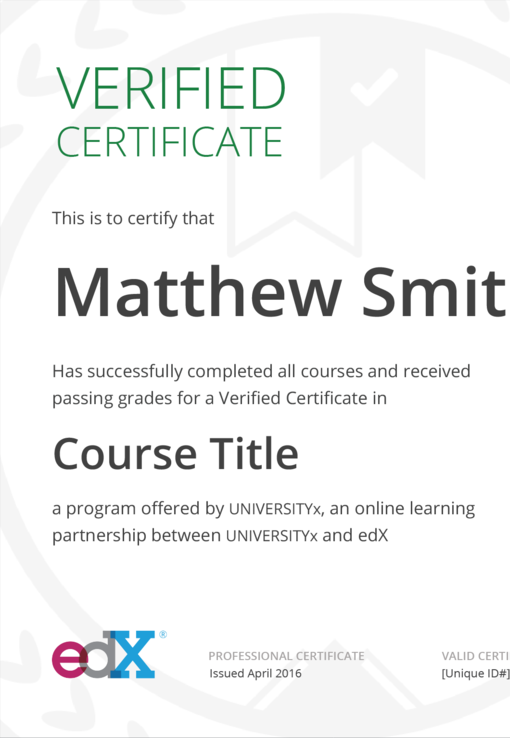 VERIFIED
CERTIFICATE
This is to certify that
Matthew Smit
Has successfully completed all courses and received
passing grades for a Verified Certificate in
Course Title
a program offered by UNIVERSITYx, an online learning
partnership between UNIVERSITYx and edX
edX®
PROFESSIONAL CERTIFICATE
Issued April 2016
VALID CERTI
[Unique ID#]